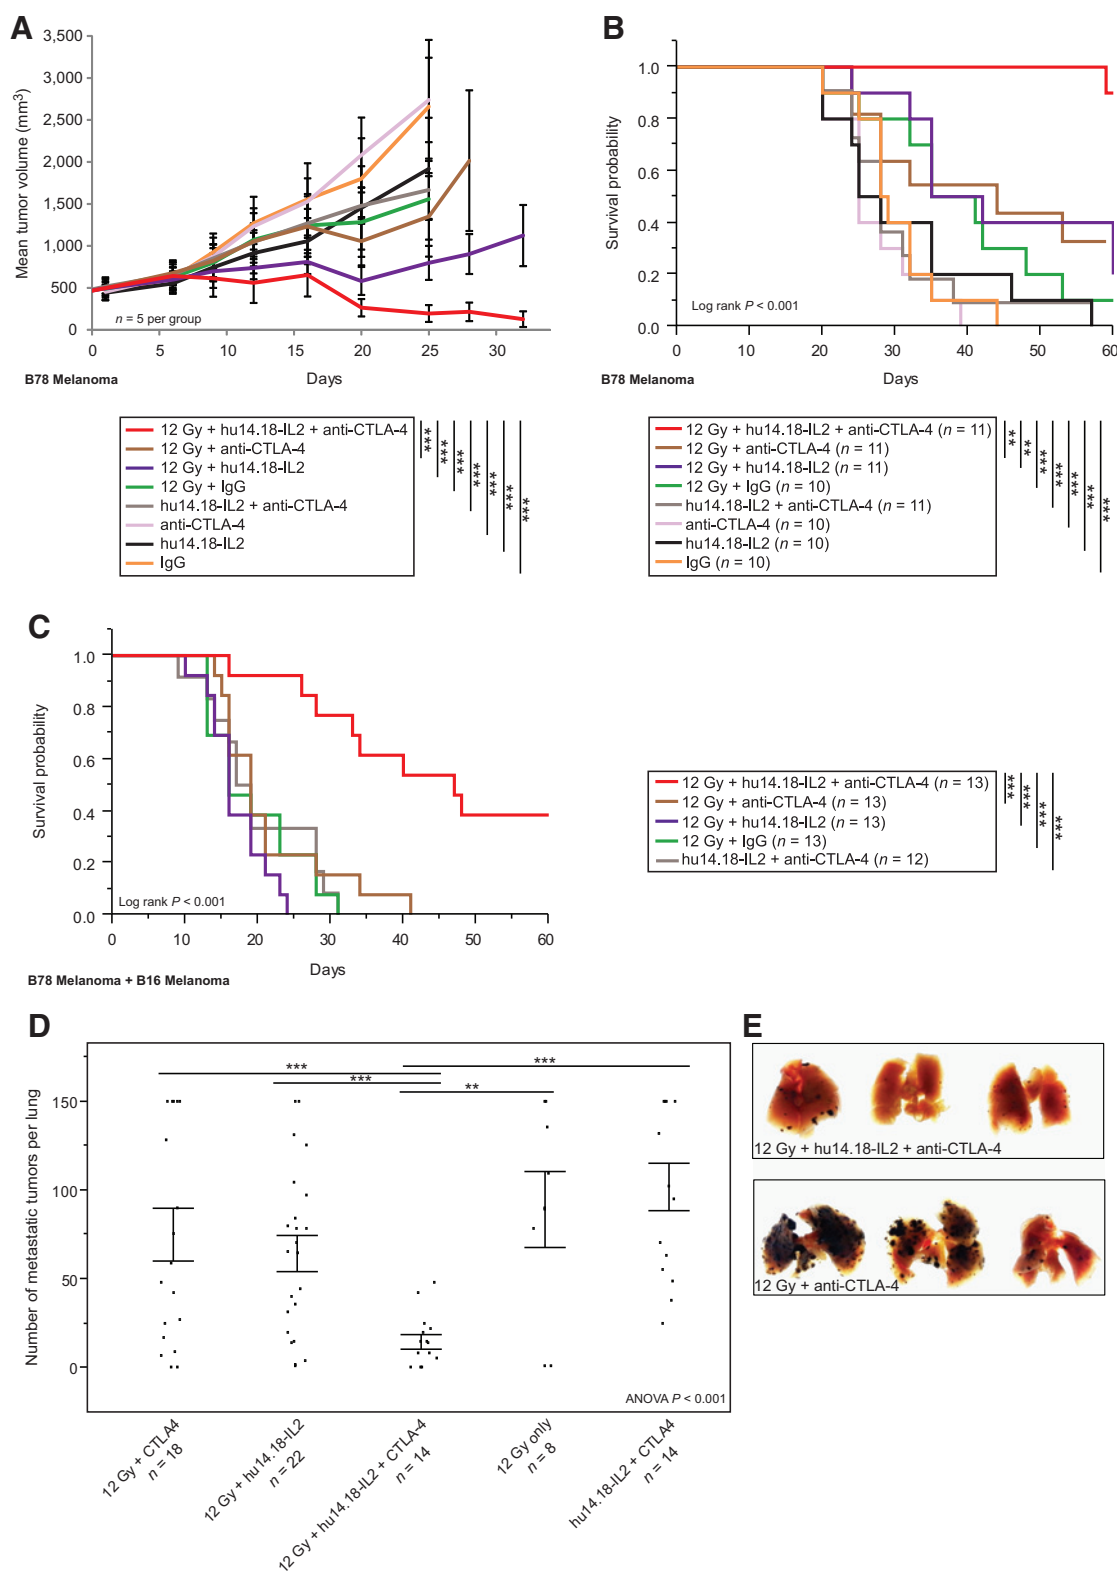 A
3,500
3,000
2,500
2,000
1,500
1,000
500
0
Mean tumor volume (mm³)
n = 5 per group
0 5 10 15 20 25 30
Days
B78 Melanoma
12 Gy + hu14.18-IL2 + anti-CTLA-4
12 Gy + anti-CTLA-4
12 Gy + hu14.18-IL2
12 Gy + IgG
hu14.18-IL2 + anti-CTLA-4
anti-CTLA-4
hu14.18-IL2
IgG
*** *** *** *** *** *** ***
B
1.0
0.8
0.6
0.4
0.2
0.0
Survival probability
Log rank P < 0.001
0 10 20 30 40 50 60
Days
B78 Melanoma
12 Gy + hu14.18-IL2 + anti-CTLA-4 (n = 11)
12 Gy + anti-CTLA-4 (n = 11)
12 Gy + hu14.18-IL2 (n = 11)
12 Gy + IgG (n = 10)
hu14.18-IL2 + anti-CTLA-4 (n = 11)
anti-CTLA-4 (n = 10)
hu14.18-IL2 (n = 10)
IgG (n = 10)
** ** *** *** *** *** ***
C
1.0
0.8
0.6
0.4
0.2
0.0
Survival probability
Log rank P < 0.001
0 10 20 30 40 50 60
Days
B78 Melanoma + B16 Melanoma
12 Gy + hu14.18-IL2 + anti-CTLA-4 (n = 13)
12 Gy + anti-CTLA-4 (n = 13)
12 Gy + hu14.18-IL2 (n = 13)
12 Gy + IgG (n = 13)
hu14.18-IL2 + anti-CTLA-4 (n = 12)
*** *** *** ***
D
150
100
50
0
Number of metastatic tumors per lung
***
***
***
**
ANOVA P < 0.001
12 Gy + CTLA4
n = 18
12 Gy + hu14.18-IL2
n = 22
12 Gy + hu14.18-IL2 + CTLA-4
n = 14
12 Gy only
n = 8
hu14.18-IL2 + CTLA4
n = 14
E
12 Gy + hu14.18-IL2 + anti-CTLA-4
12 Gy + anti-CTLA-4